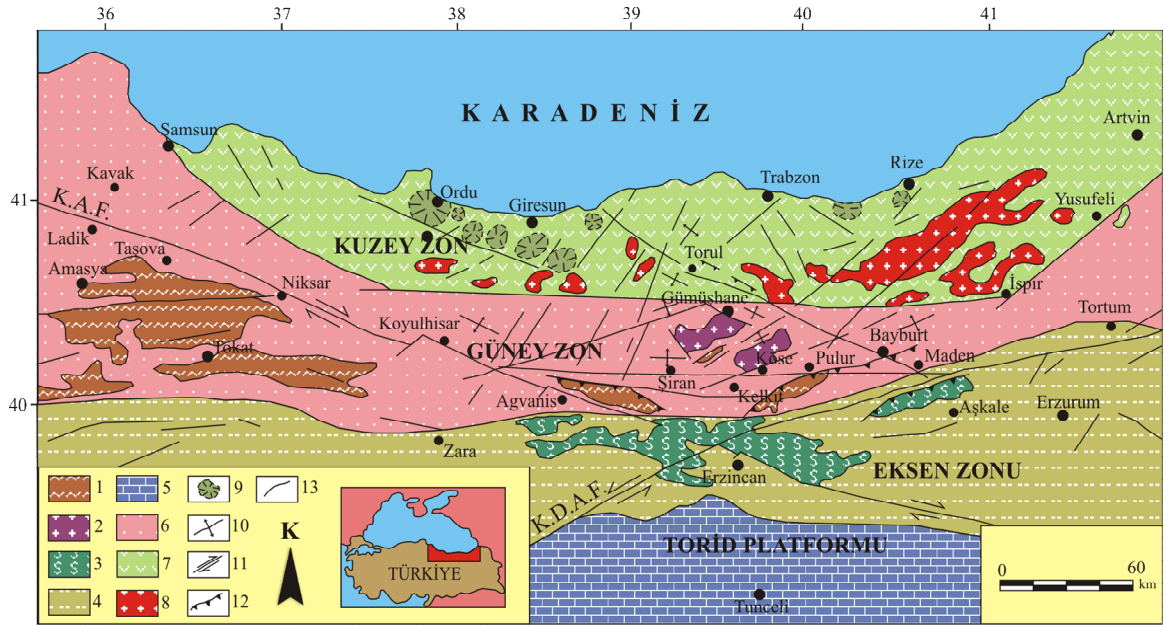 36 37 38 39 40 41
KARADENİZ
Artvin
Samsun
Rize
Kavak
Trabzon
Ordu
Yusufeli
41
K.A.F.
Giresun
Ladik
KUZEY ZON
Taşova
Torul
Amasya
Niksar
İspir
Gümüşhane
Tortum
Koyulhisar
Bayburt
GÜNEY ZON
Tokat
Köse
Pulur
Maden
Şiran
Kelkit
40
Agvanis
Aşkale
Erzurum
Zara
EKSEN ZONU
Erzincan
K.D.A.F.
TORİD PLATFORMU
Tunceli
1 5 9 13
2 6 10
3 7 11
4 8 12
K
TÜRKİYE
0 60
km